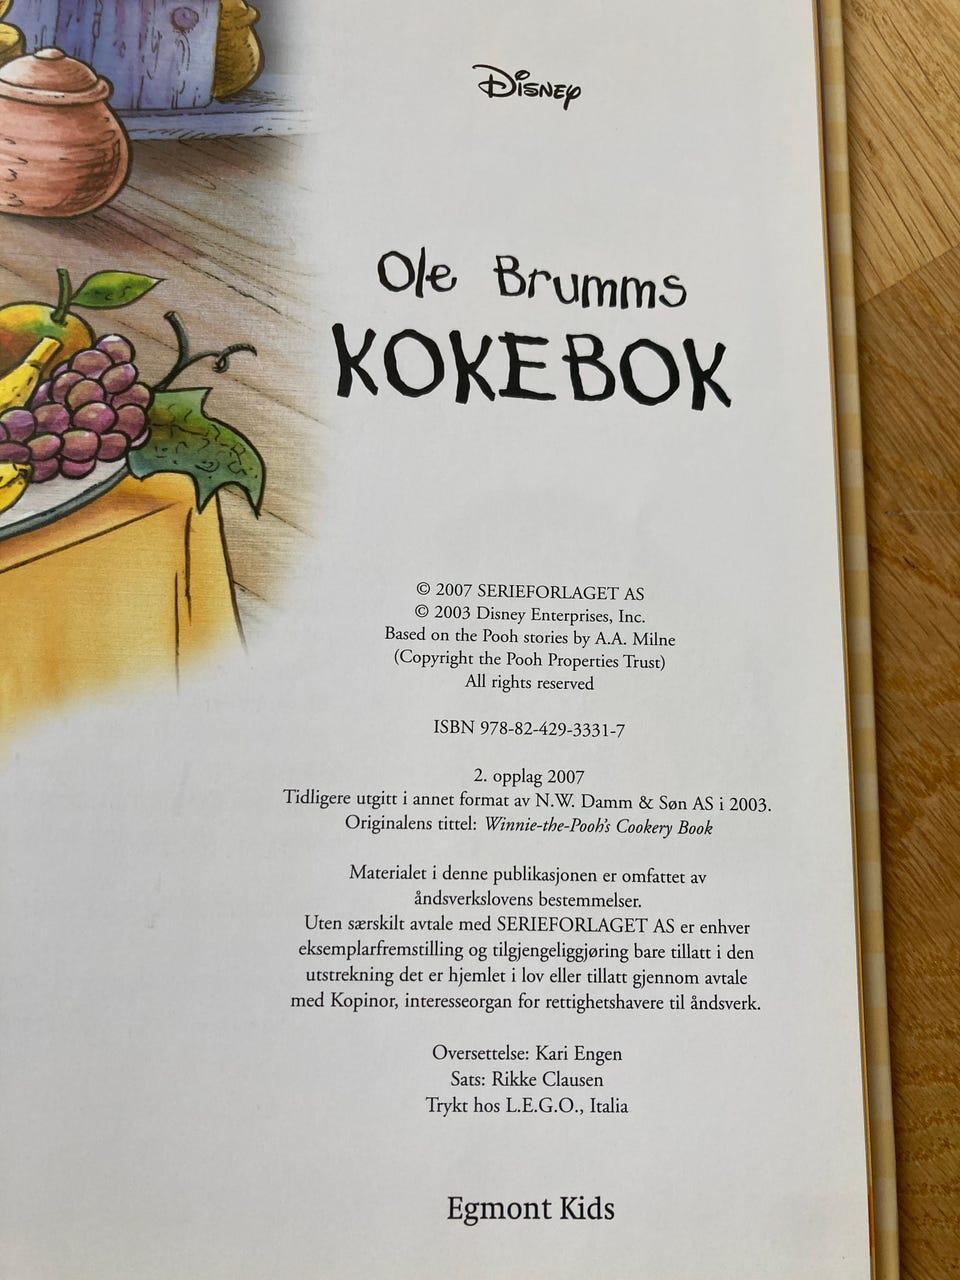 Disney
Ole Brumms
KOKEBOK
© 2007 SERIEFORLAGET AS
© 2003 Disney Enterprises, Inc.
Based on the Pooh stories by A.A. Milne
(Copyright the Pooh Properties Trust)
All rights reserved
ISBN 978-82-429-3331-7
2. opplag 2007
Tidligere utgitt i annet format av N.W. Damm & Søn AS i 2003.
Originalens tittel: Winnie-the-Pooh's Cookery Book
Materialet i denne publikasjonen er omfattet av
åndsverkslovens bestemmelser.
Uten særskilt avtale med SERIEFORLAGET AS er enhver
eksemplarfremstilling og tilgjengeliggjøring bare tillatt i den
utstrekning det er hjemlet i lov eller tillatt gjennom avtale
med Kopinor, interesseorgan for rettighetshavere til åndsverk.
Oversettelse: Kari Engen
Sats: Rikke Clausen
Trykt hos L.E.G.O., Italia
Egmont Kids